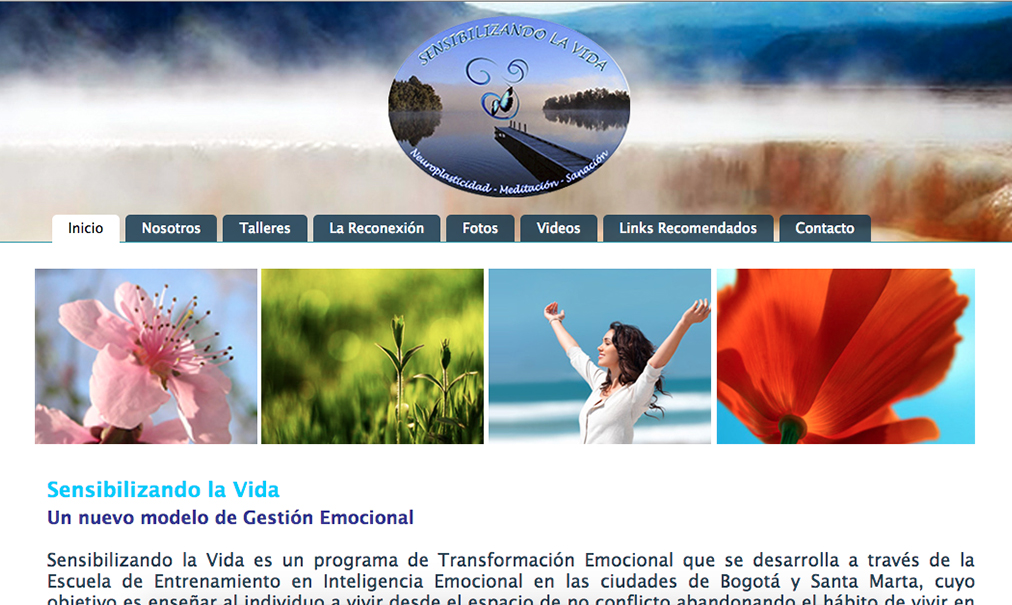 SENSIBILIZANDO LA VIDA
Neuroplasticidad - Meditación - Sanación
Inicio Nosotros Talleres La Reconexión Fotos Videos Links Recomendados Contacto
Sensibilizando la Vida
Un nuevo modelo de Gestión Emocional
Sensibilizando la Vida es un programa de Transformación Emocional que se desarrolla a través de la
Escuela de Entrenamiento en Inteligencia Emocional en las ciudades de Bogotá y Santa Marta, cuyo
objetivo es enseñar al individuo a vivir desde el espacio de no conflicto abandonando el hábito de vivir en